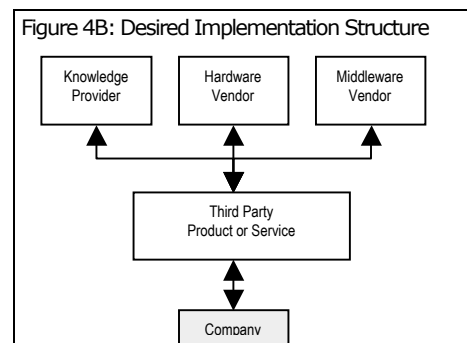 Figure 4B: Desired Implementation Structure
Knowledge
Provider
Hardware
Vendor
Middleware
Vendor
Third Party
Product or Service
Company